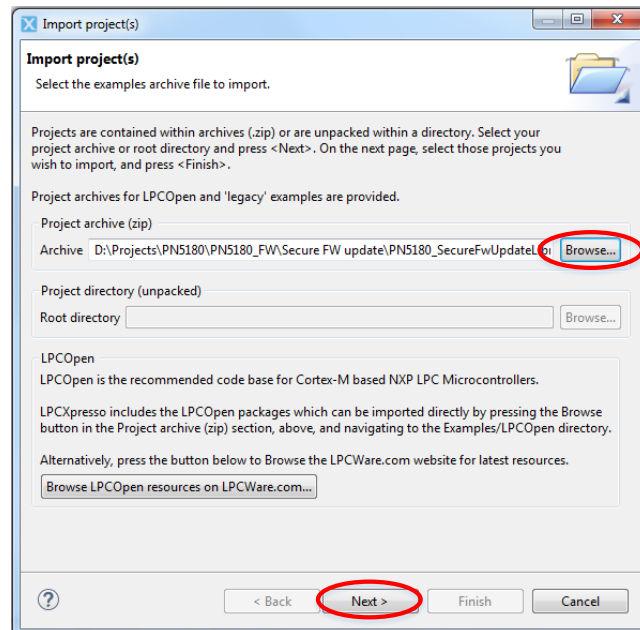 Import project(s)
Import project(s)
Select the examples archive file to import.
Projects are contained within archives (.zip) or are unpacked within a directory. Select your
project archive or root directory and press <Next>. On the next page, select those projects you
wish to import, and press <Finish>.
Project archives for LPCOpen and 'legacy' examples are provided.
Project archive (zip)
Archive D:\Projects\PN5180\PN5180_FW\Secure FW update\PN5180_SecureFwUpdateL Browse...
Project directory (unpacked)
Root directory Browse...
LPCOpen
LPCOpen is the recommended code base for Cortex-M based NXP LPC Microcontrollers.
LPCXpresso includes the LPCOpen packages which can be imported directly by pressing the Browse
button in the Project archive (zip) section, above, and navigating to the Examples/LPCOpen directory.
Alternatively, press the button below to Browse the LPCWare.com website for latest resources.
Browse LPCOpen resources on LPCWare.com...
? < Back Next > Finish Cancel